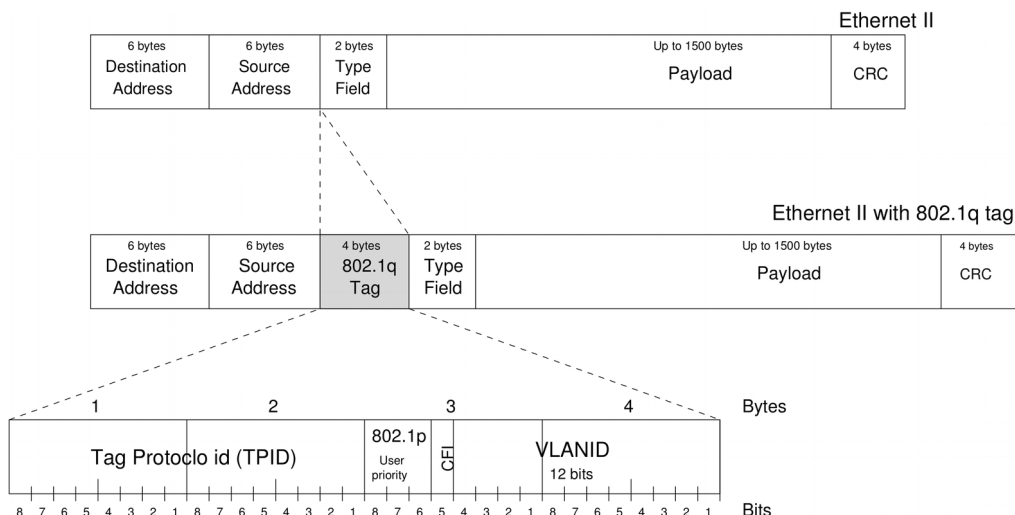 Ethernet II
6 bytes 6 bytes 2 bytes Up to 1500 bytes 4 bytes
Destination Source Type Payload CRC
Address Address Field
Ethernet II with 802.1q tag
6 bytes 6 bytes 4 bytes 2 bytes Up to 1500 bytes 4 bytes
Destination Source 802.1q Type Payload CRC
Address Address Tag Field
1 2 3 4 Bytes
802.1p
Tag Protoclo id (TPID) User CFI VLANID
priority 12 bits
8 7 6 5 4 3 2 1 8 7 6 5 4 3 2 1 8 7 6 5 4 3 2 1 8 7 6 5 4 3 2 1 Bits